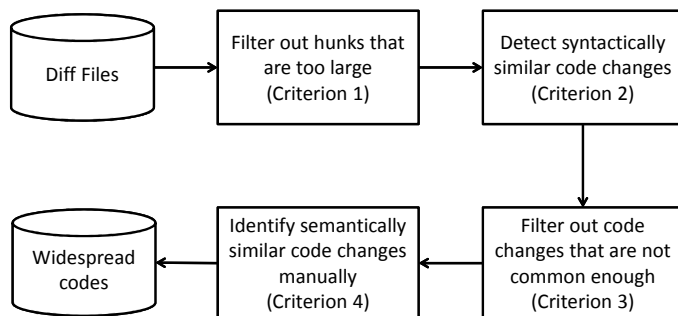 Diff Files
Filter out hunks that
are too large
(Criterion 1)
Detect syntactically
similar code changes
(Criterion 2)
Filter out code
changes that are not
common enough
(Criterion 3)
Identify semantically
similar code changes
manually
(Criterion 4)
Widespread
codes